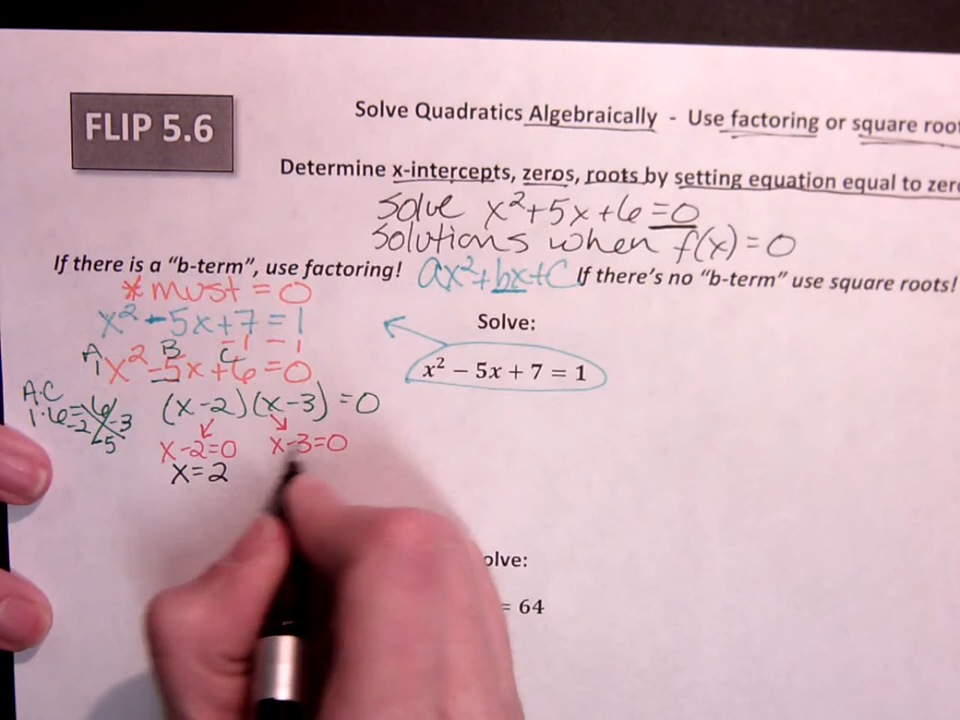 FLIP 5.6
Solve Quadratics Algebraically - Use factoring or square
Determine x-intercepts, zeros, roots by setting equation equal to
Solve x²+5x+6=0
solutions when f(x)=0
If there is a “b-term”, use factoring!
ax²+bx+C
If there's no “b-term” use square roots!
* must = 0
x²-5x+7=1
-1 -1
A B C
1x²-5x+6=0
A·C
1·6=6
-2 -3
-5
(x-2)(x-3)=0
x-2=0 x-3=0
x=2
Solve:
x² − 5x + 7 = 1
= 64